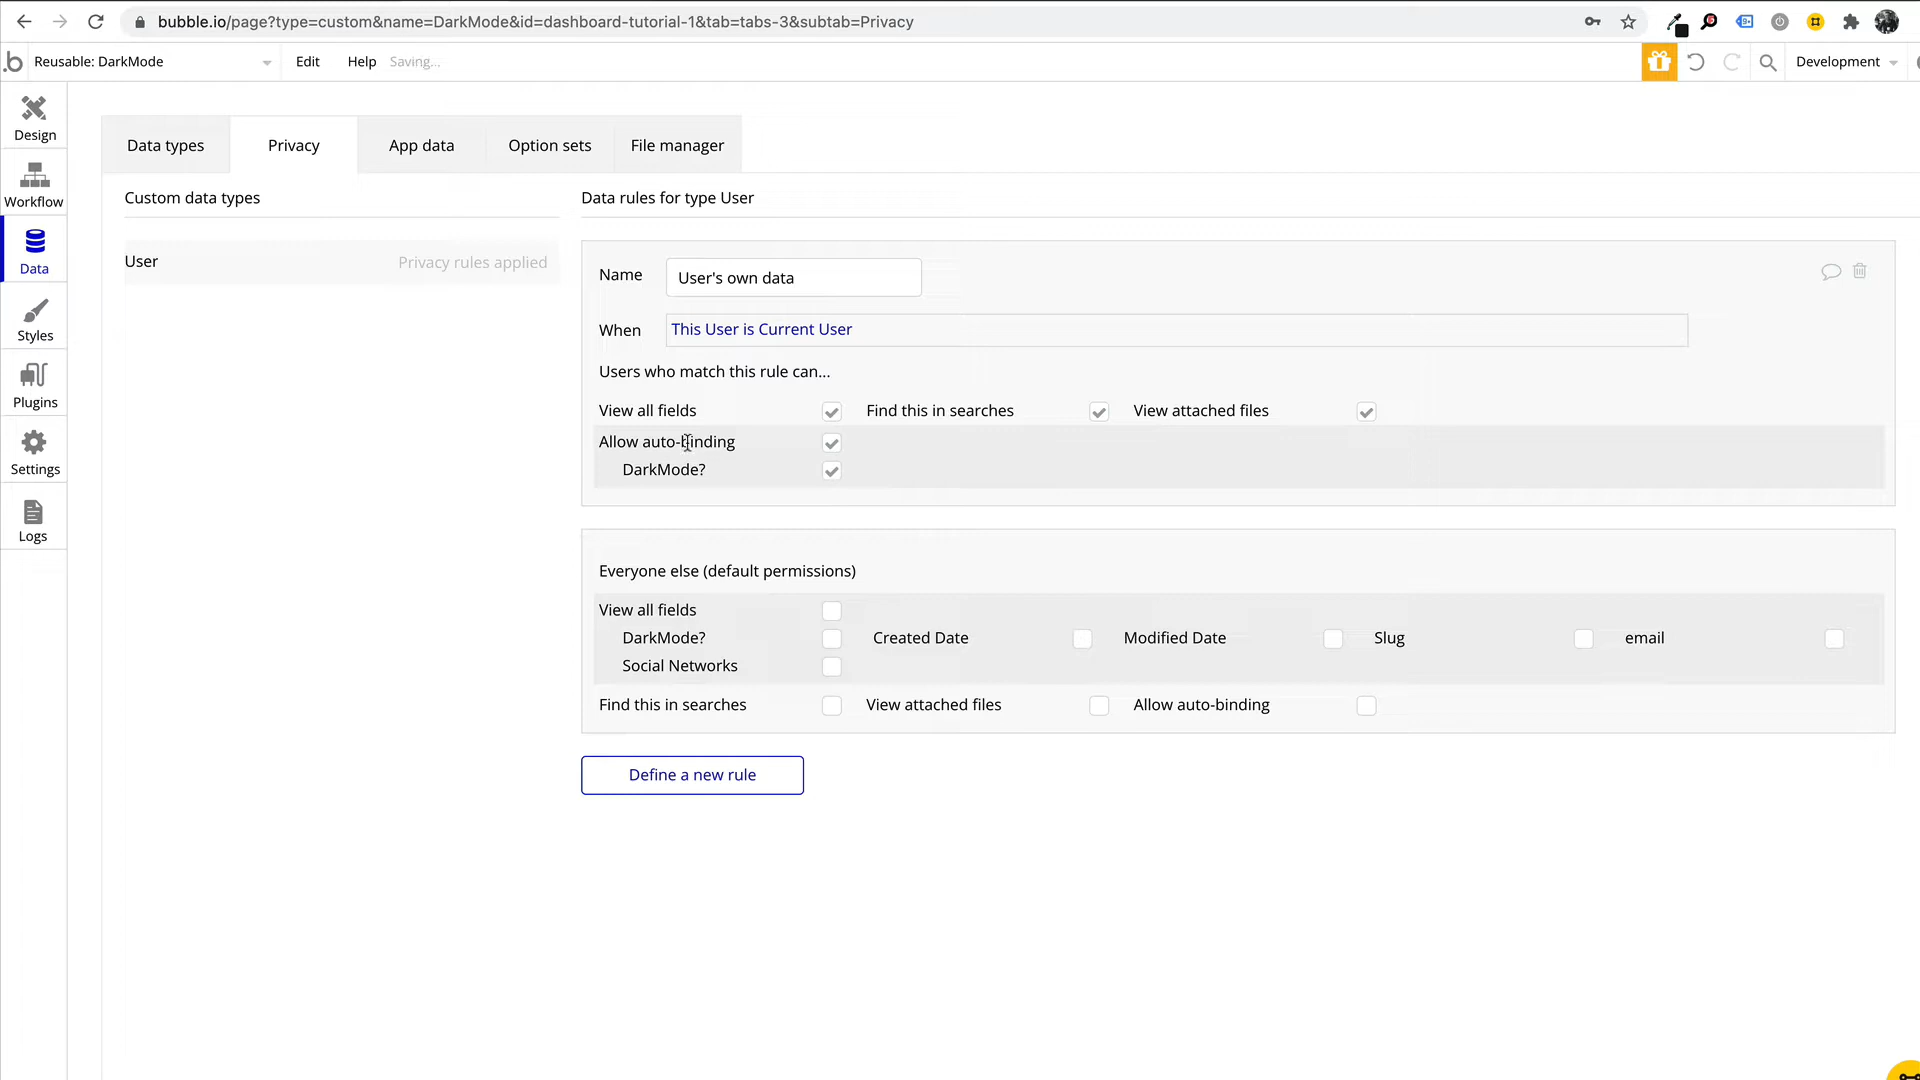 bubble.io/page?type=custom&name=DarkMode&id=dashboard-tutorial-1&tab=tabs-3&subtab=Privacy
b Reusable: DarkMode Edit Help Saving... Development
Design
Workflow
Data
Styles
Plugins
Settings
Logs
Data types Privacy App data Option sets File manager
Custom data types
User Privacy rules applied
Data rules for type User
Name User's own data
When This User is Current User
Users who match this rule can...
View all fields Find this in searches View attached files
Allow auto-binding
DarkMode?
Everyone else (default permissions)
View all fields
DarkMode? Created Date Modified Date Slug email
Social Networks
Find this in searches View attached files Allow auto-binding
Define a new rule